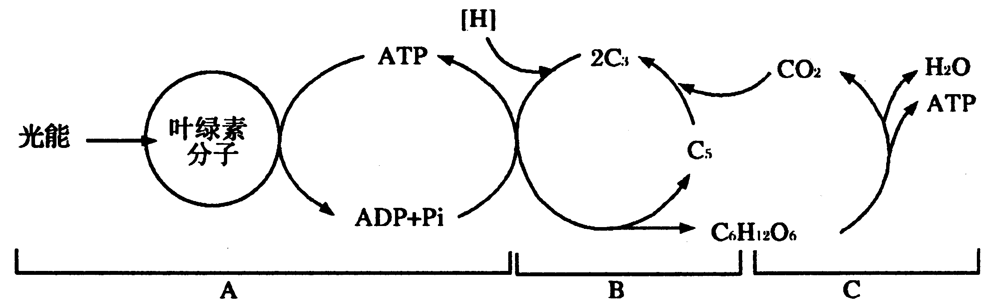 [H]
ATP
2C₃
CO₂
H₂O
ATP
光能
叶绿素
分子
C₅
ADP+Pi
C₆H₁₂O₆
A
B
C